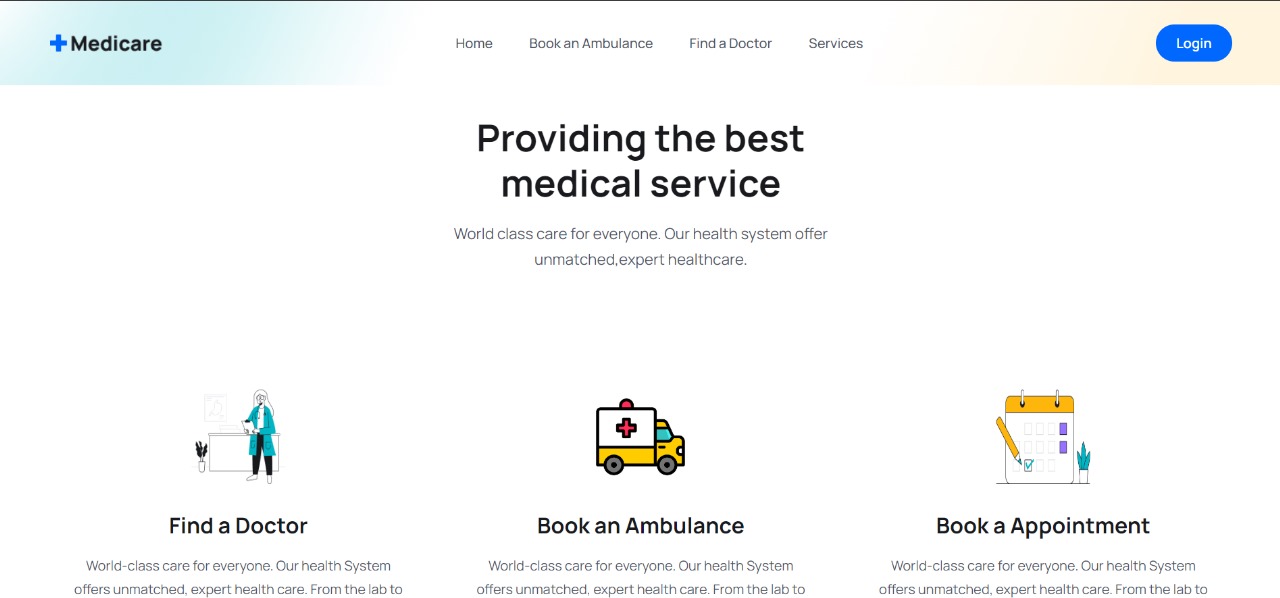 Medicare
Home
Book an Ambulance
Find a Doctor
Services
Login
Providing the best
medical service
World class care for everyone. Our health system offer
unmatched,expert healthcare.
Find a Doctor
World-class care for everyone. Our health System
offers unmatched, expert health care. From the lab to
Book an Ambulance
World-class care for everyone. Our health System
offers unmatched, expert health care. From the lab to
Book a Appointment
World-class care for everyone. Our health System
offers unmatched, expert health care. From the lab to